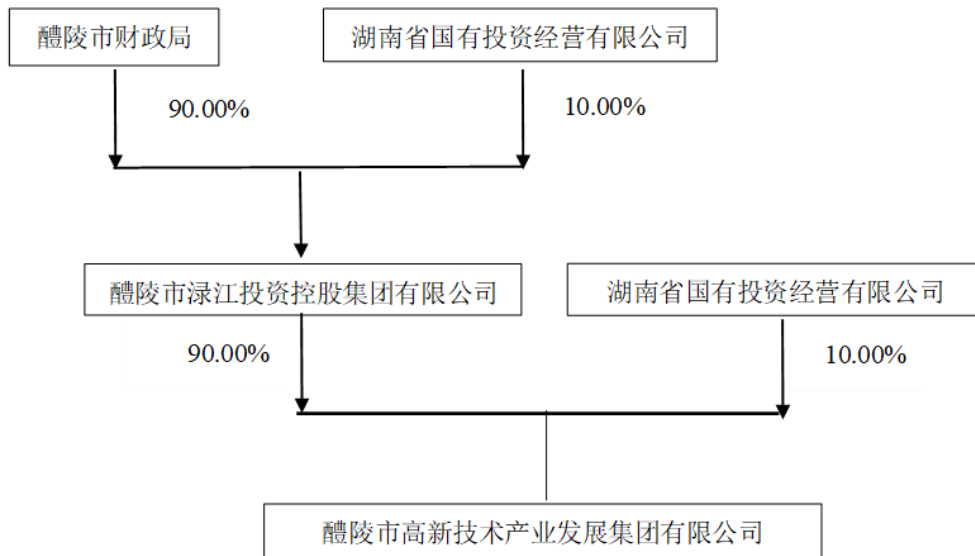 醴陵市财政局
湖南省国有投资经营有限公司
90.00%
10.00%
醴陵市渌江投资控股集团有限公司
湖南省国有投资经营有限公司
90.00%
10.00%
醴陵市高新技术产业发展集团有限公司